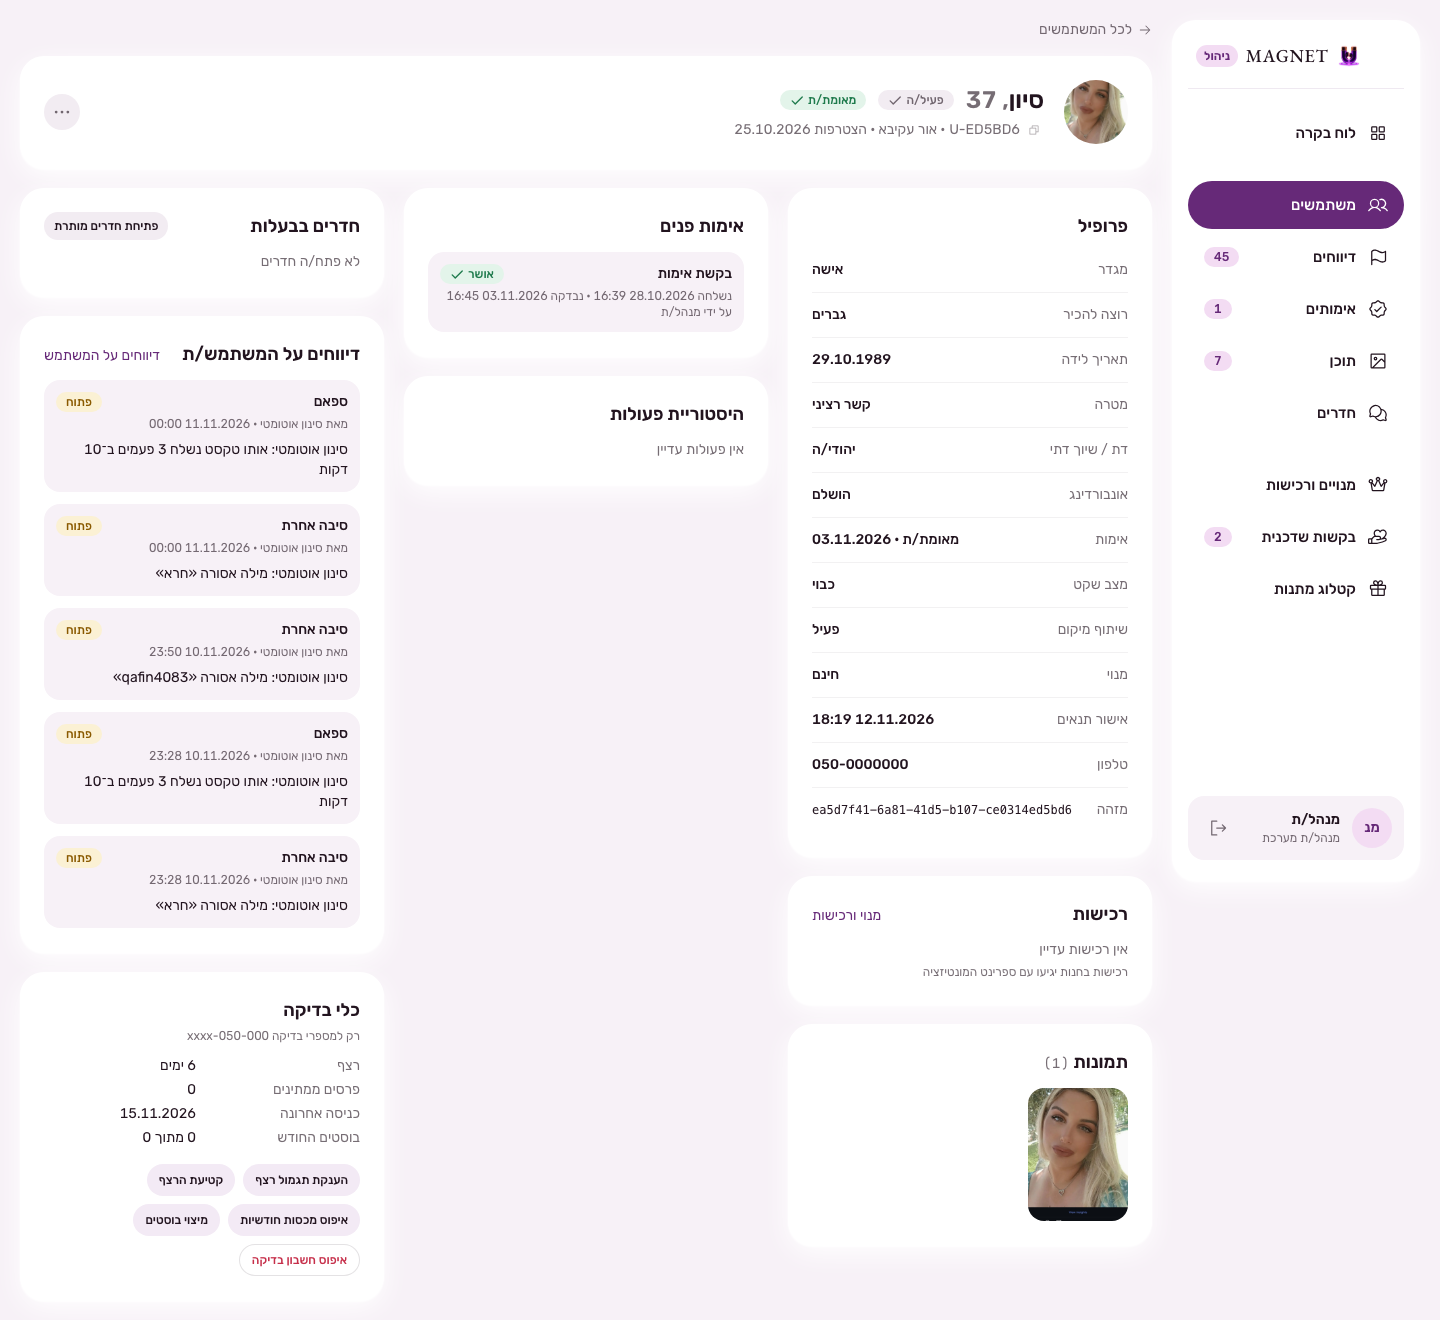 MAGNET ניהול
לוח בקרה
משתמשים
דיווחים 45
אימותים 1
תוכן 7
חדרים
מנויים ורכישות
בקשות שדכנית 2
קטלוג מתנות
מנ
מנהל/ת
מנהל/ת מערכת
→ לכל המשתמשים
סיון, 37 פעיל/ה מאומת/ת
U-ED5BD6 • אור עקיבא • הצטרפות 25.10.2026
פרופיל
מגדר אישה
רוצה להכיר גברים
תאריך לידה 29.10.1989
מטרה קשר רציני
דת / שיוך דתי יהודי/ה
אונבורדינג הושלם
אימות מאומת/ת • 03.11.2026
מצב שקט כבוי
שיתוף מיקום פעיל
מנוי חינם
אישור תנאים 12.11.2026 18:19
טלפון 050-0000000
מזהה ea5d7f41-6a81-41d5-b107-ce0314ed5bd6
רכישות מנוי ורכישות
אין רכישות עדיין
רכישות בחנות יגיעו עם ספרינט המונטיזציה
תמונות (1)
אימות פנים
בקשת אימות אושר
נשלחה 28.10.2026 16:39 • נבדקה 03.11.2026 16:45
על ידי מנהל/ת
היסטוריית פעולות
אין פעולות עדיין
חדרים בבעלות פתיחת חדרים מותרת
לא פתח/ה חדרים
דיווחים על המשתמש/ת דיווחים על המשתמש
ספאם פתוח
מאת סינון אוטומטי • 11.11.2026 00:00
סינון אוטומטי: אותו טקסט נשלח 3 פעמים ב־10
דקות
סיבה אחרת פתוח
מאת סינון אוטומטי • 11.11.2026 00:00
סינון אוטומטי: מילה אסורה «חרא»
סיבה אחרת פתוח
מאת סינון אוטומטי • 10.11.2026 23:50
סינון אוטומטי: מילה אסורה «qafin4083»
ספאם פתוח
מאת סינון אוטומטי • 10.11.2026 23:28
סינון אוטומטי: אותו טקסט נשלח 3 פעמים ב־10
דקות
סיבה אחרת פתוח
מאת סינון אוטומטי • 10.11.2026 23:28
סינון אוטומטי: מילה אסורה «חרא»
כלי בדיקה
רק למספרי בדיקה 050-000-xxxx
רצף 6 ימים
פרסים ממתינים 0
כניסה אחרונה 15.11.2026
בוסטים החודש 0 מתוך 0
הענקת תגמול רצף קטיעת הרצף
איפוס מכסות חודשיות מיצוי בוסטים
איפוס חשבון בדיקה